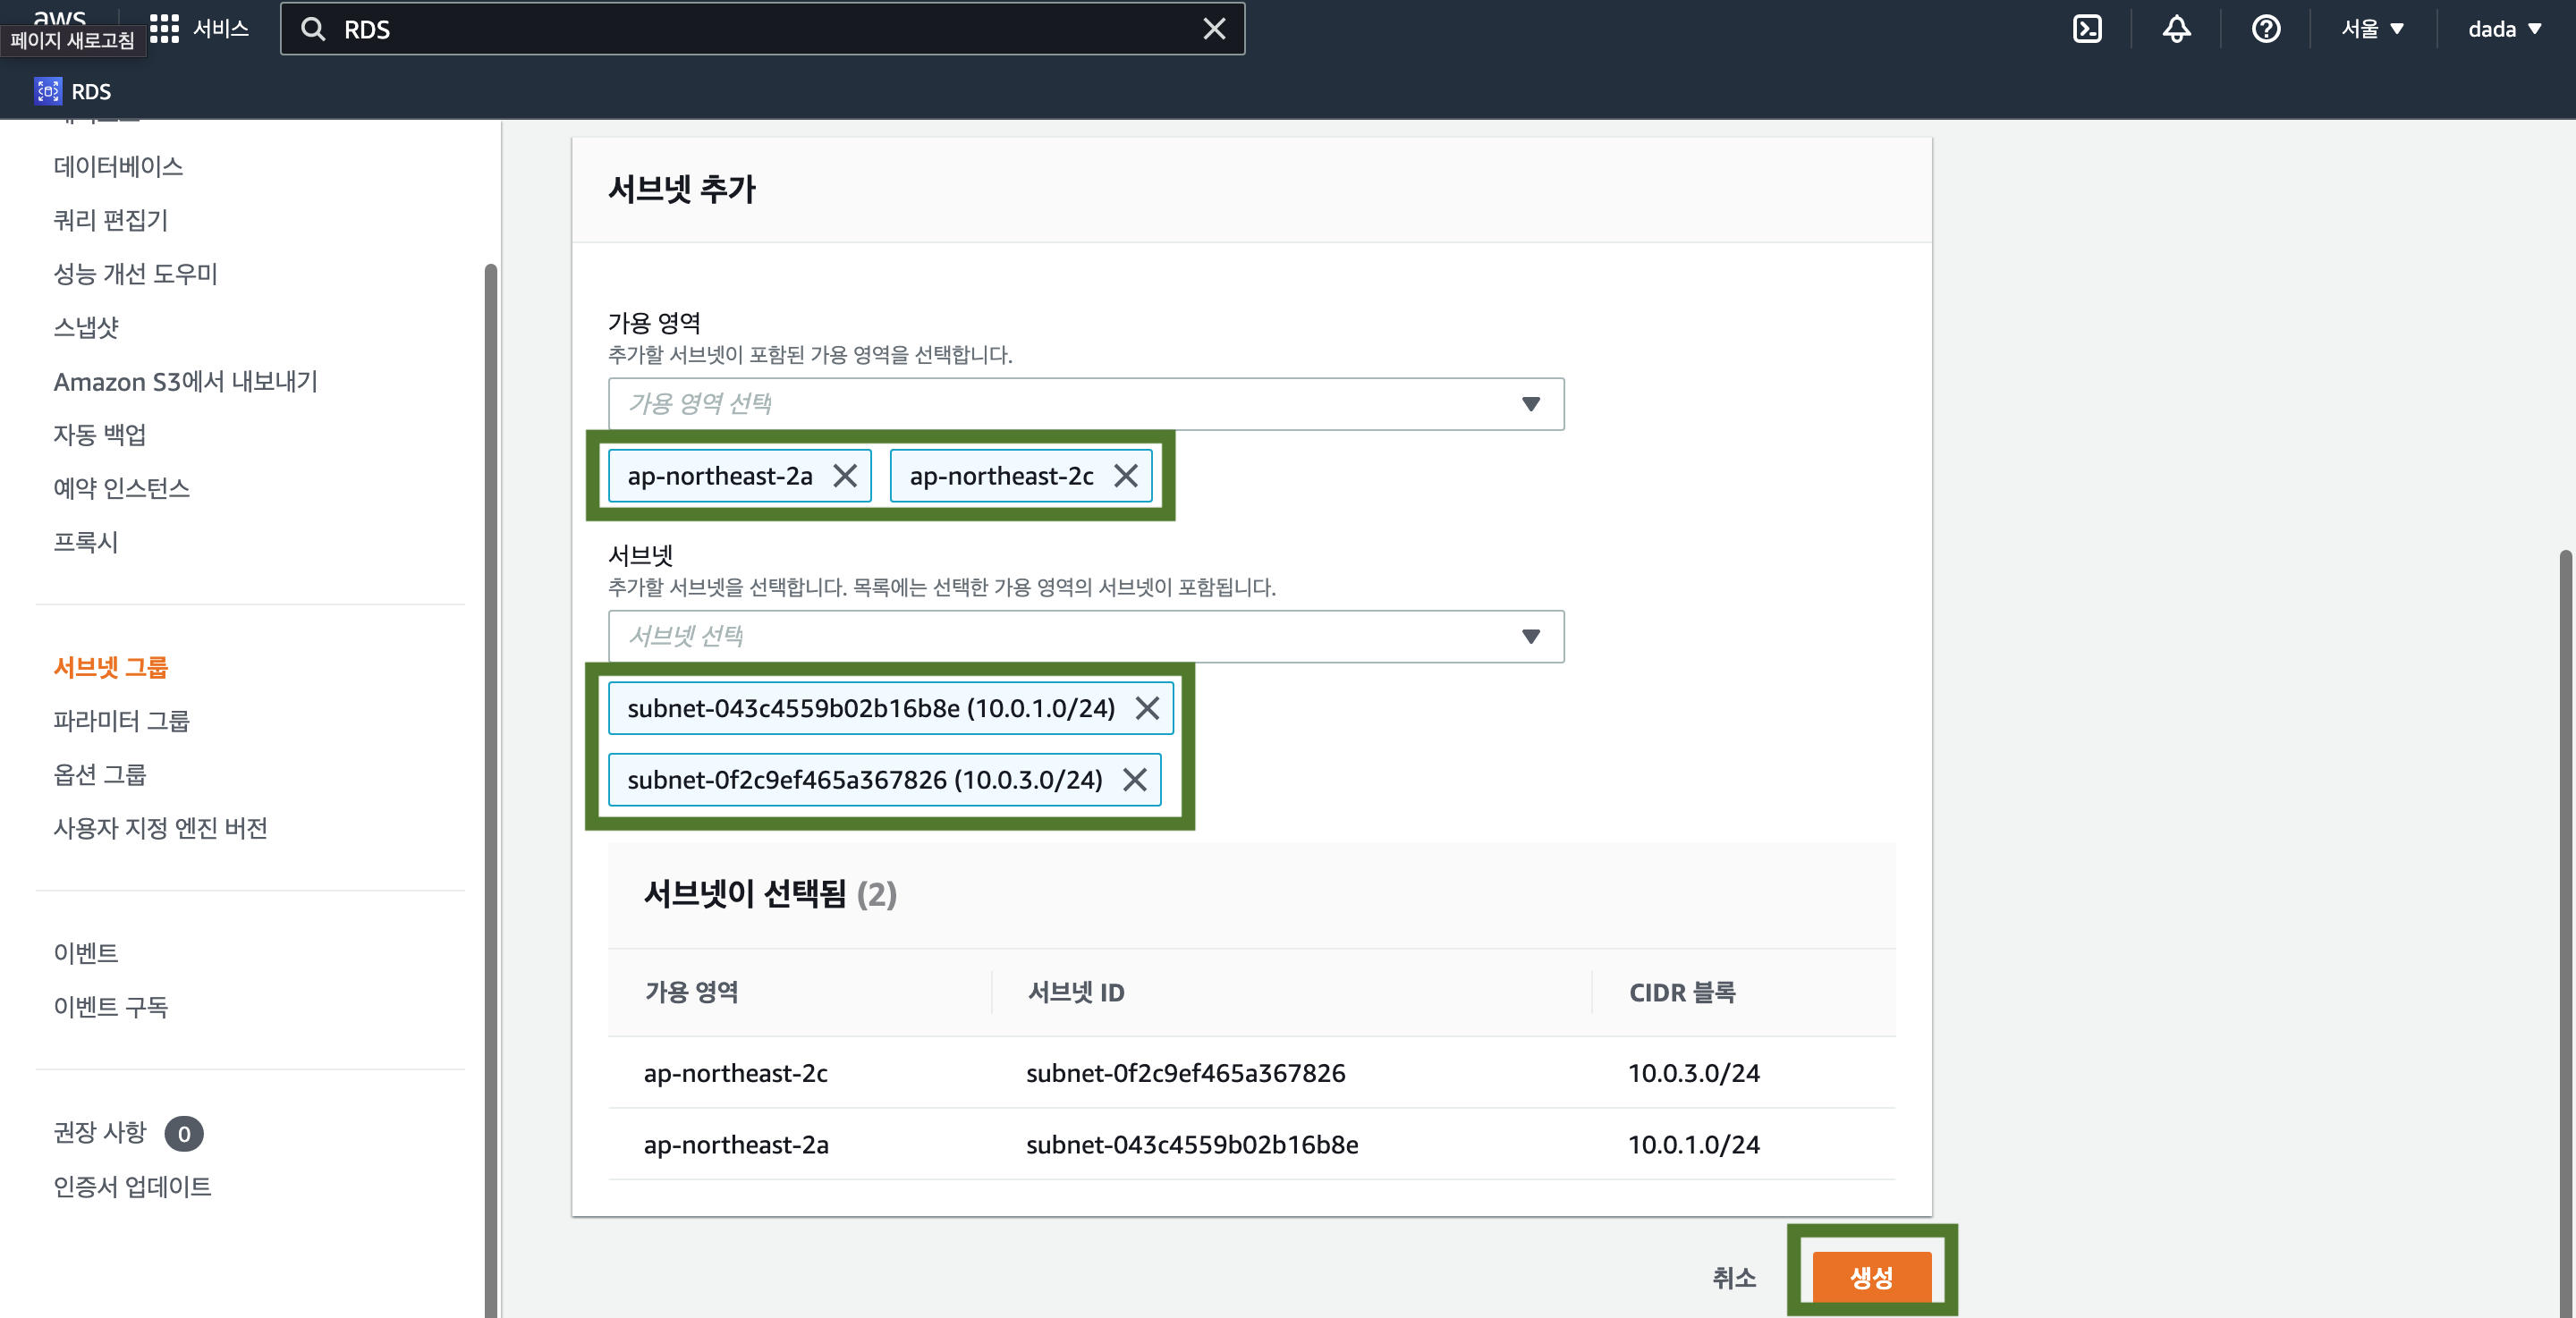 aws
페이지 새로고침
서비스
RDS
서울
dada
RDS
데이터베이스
쿼리 편집기
성능 개선 도우미
스냅샷
Amazon S3에서 내보내기
자동 백업
예약 인스턴스
프록시
서브넷 그룹
파라미터 그룹
옵션 그룹
사용자 지정 엔진 버전
이벤트
이벤트 구독
권장 사항 0
인증서 업데이트
서브넷 추가
가용 영역
추가할 서브넷이 포함된 가용 영역을 선택합니다.
가용 영역 선택
ap-northeast-2a ap-northeast-2c
서브넷
추가할 서브넷을 선택합니다. 목록에는 선택한 가용 영역의 서브넷이 포함됩니다.
서브넷 선택
subnet-043c4559b02b16b8e (10.0.1.0/24)
subnet-0f2c9ef465a367826 (10.0.3.0/24)
서브넷이 선택됨 (2)
가용 영역 서브넷 ID CIDR 블록
ap-northeast-2c subnet-0f2c9ef465a367826 10.0.3.0/24
ap-northeast-2a subnet-043c4559b02b16b8e 10.0.1.0/24
취소 생성